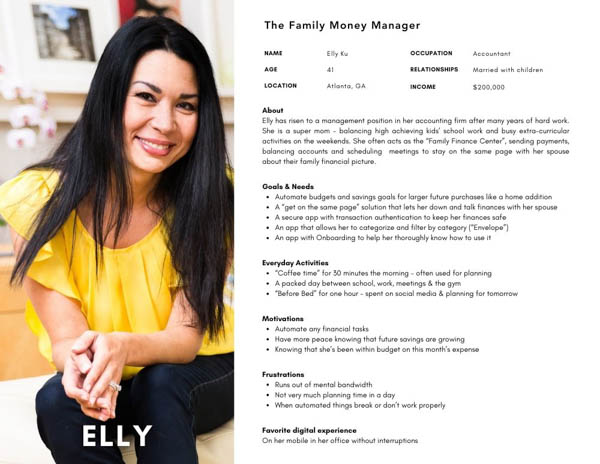 The Family Money Manager
NAME Elly Ku OCCUPATION Accountant
AGE 41 RELATIONSHIPS Married with children
LOCATION Atlanta, GA INCOME $200,000
About
Elly has risen to a management position in her accounting firm after many years of hard work.
She is a super mom - balancing high achieving kids' school work and busy extra-curricular
activities on the weekends. She often acts as the "Family Finance Center", sending payments,
balancing accounts and scheduling meetings to stay on the same page with her spouse
about their family financial picture.
Goals & Needs
• Automate budgets and savings goals for larger future purchases like a home addition
• A "get on the same page" solution that lets her down and talk finances with her spouse
• A secure app with transaction authentication to keep her finances safe
• An app that allows her to categorize and filter by category ("Envelope")
• An app with Onboarding to help her thoroughly know how to use it
Everyday Activities
• "Coffee time" for 30 minutes the morning - often used for planning
• A packed day between school, work, meetings & the gym
• "Before Bed" for one hour - spent on social media & planning for tomorrow
Motivations
• Automate any financial tasks
• Have more peace knowing that future savings are growing
• Knowing that she's been within budget on this month's expense
Frustrations
• Runs out of mental bandwidth
• Not very much planning time in a day
• When automated things break or don't work properly
Favorite digital experience
On her mobile in her office without interruptions
ELLY